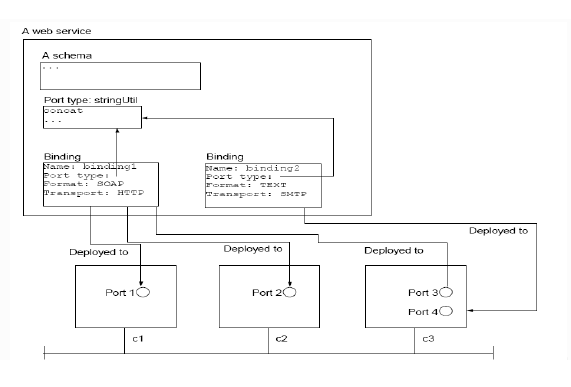 A web service
A schema
...
Port type: stringUtil
concat
...
Binding
Name: binding1
Port type:
Format: SOAP
Transport: HTTP
Binding
Name: binding2
Port type:
Format: TEXT
Transport: SMTP
Deployed to
Deployed to
Deployed to
Deployed to
Port 1
Port 2
Port 3
Port 4
c1
c2
c3